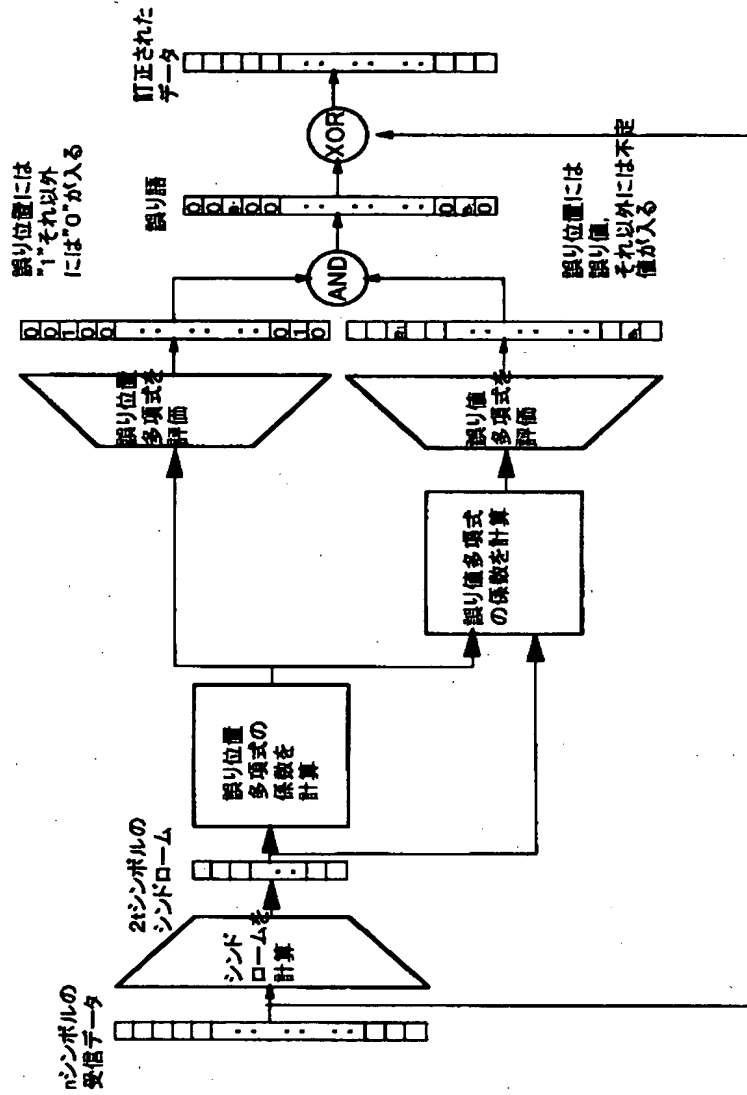 nシンボルの
受信データ
シンド
ロームを
計算
2tシンボルの
シンドローム
誤り位置
多項式の
係数を
計算
誤り値多項式
の係数を計算
誤り位置
多項式を
評価
誤り値
多項式を
評価
00100
010
誤り位置には
"1"それ以外
には"0"が入る
誤り位置には
誤り値,
それ以外には不定
値が入る
AND
誤り語
XOR
訂正された
データ